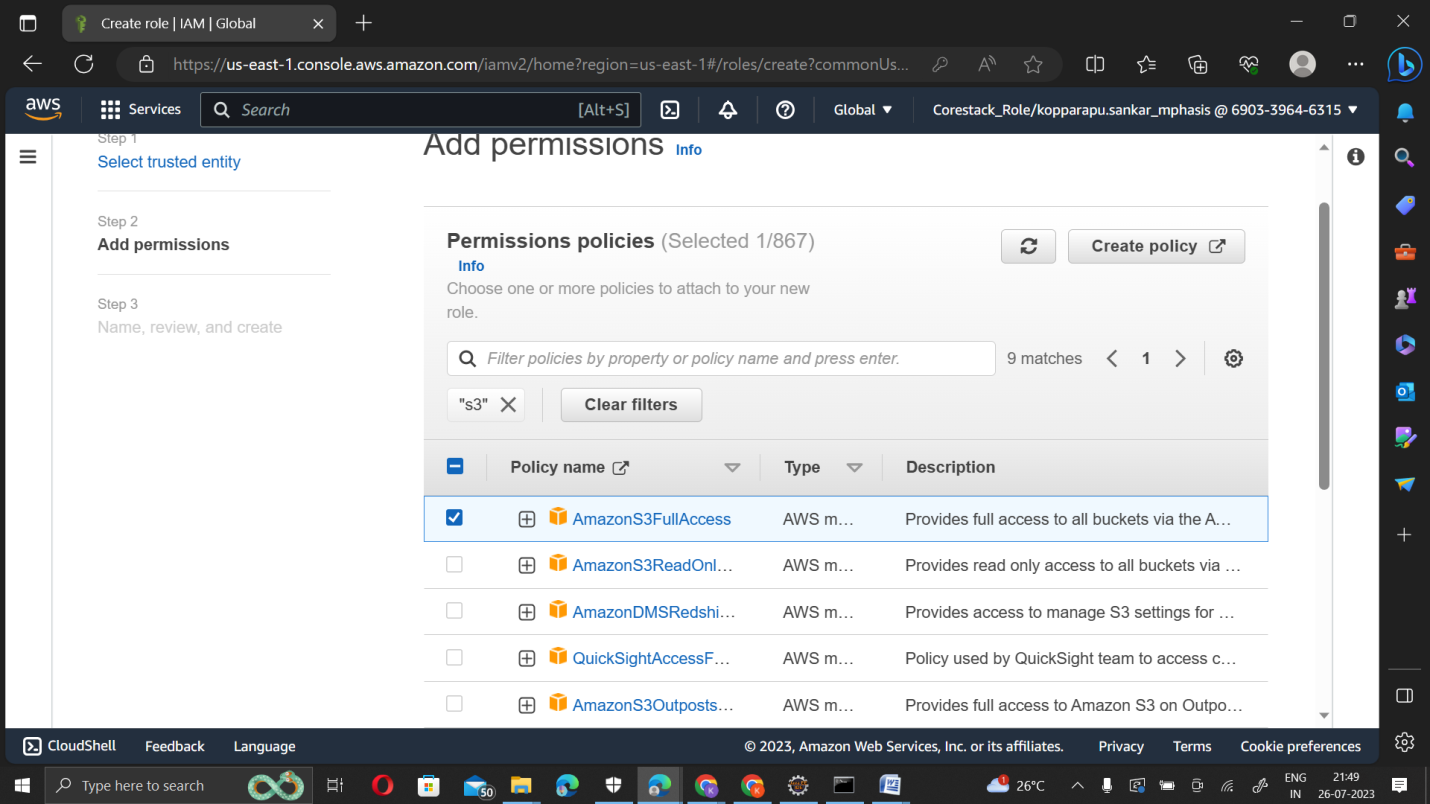 Create role | IAM | Global
https://us-east-1.console.aws.amazon.com/iamv2/home?region=us-east-1#/roles/create?commonUs...
aws
Services
Search [Alt+S]
Global
Corestack_Role/kopparapu.sankar_mphasis @ 6903-3964-6315
Step 1
Select trusted entity
Step 2
Add permissions
Step 3
Name, review, and create
Add permissions Info
Permissions policies (Selected 1/867)
Info
Choose one or more policies to attach to your new
role.
Create policy
Filter policies by property or policy name and press enter.
9 matches 1
"s3" Clear filters
Policy name Type Description
AmazonS3FullAccess AWS m... Provides full access to all buckets via the A...
AmazonS3ReadOnl... AWS m... Provides read only access to all buckets via ...
AmazonDMSRedshi... AWS m... Provides access to manage S3 settings for ...
QuickSightAccessF... AWS m... Policy used by QuickSight team to access c...
AmazonS3Outposts... AWS m... Provides full access to Amazon S3 on Outpo...
CloudShell Feedback Language © 2023, Amazon Web Services, Inc. or its affiliates. Privacy Terms Cookie preferences
Type here to search
50
1
26°C
ENG
IN
21:49
26-07-2023